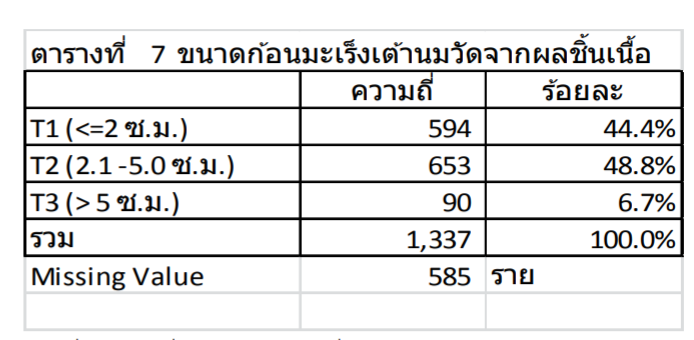 ตารางที่ 7 ขนาดก้อนมะเร็งเต้านมวัดจากผลชิ้นเนื้อ
ความถี่ ร้อยละ
T1 (<=2 ซ.ม.) 594 44.4%
T2 (2.1 -5.0 ซ.ม.) 653 48.8%
T3 (> 5 ซ.ม.) 90 6.7%
รวม 1,337 100.0%
Missing Value 585 ราย